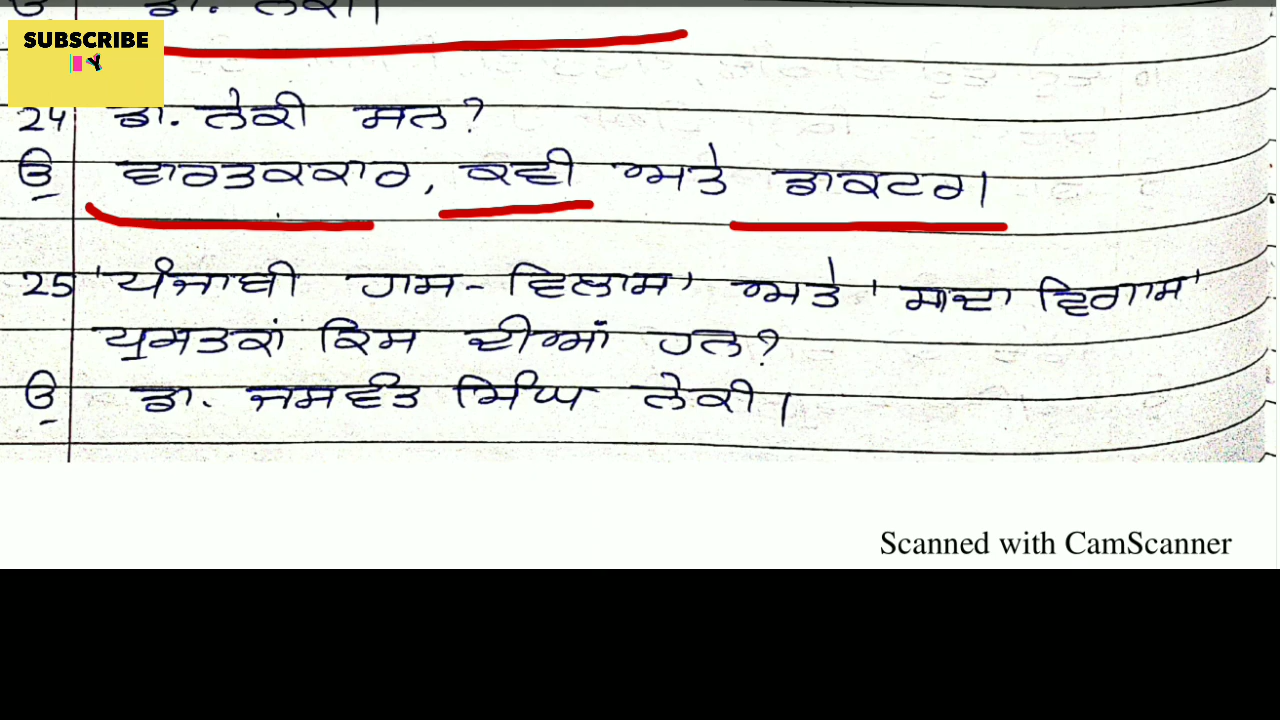 ਉ ਡਾ. ਨੇਕੀ।
SUBSCRIBE
24 ਡਾ. ਨੇਕੀ ਸਨ?
ਉ ਵਾਰਤਕਕਾਰ, ਕਵੀ ਅਤੇ ਡਾਕਟਰ।
25 'ਪੰਜਾਬੀ ਹਾਸ-ਵਿਲਾਸ' ਅਤੇ 'ਸਾਦਾ ਵਿਰਾਸ'
ਪੁਸਤਕਾਂ ਕਿਸ ਦੀਆਂ ਹਨ?
ਉ ਡਾ. ਜਸਵੰਤ ਸਿੰਘ ਨੇਕੀ।
Scanned with CamScanner